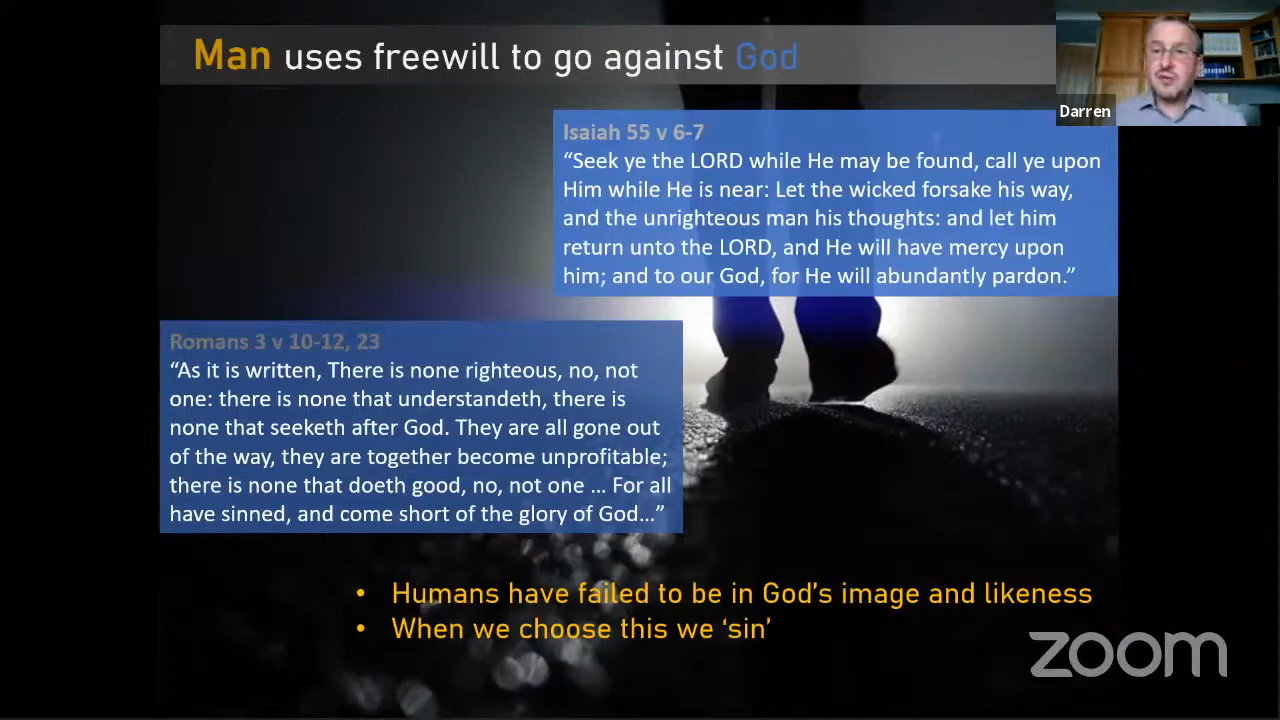 Man uses freewill to go against God
Darren
Isaiah 55 v 6-7
“Seek ye the LORD while He may be found, call ye upon
Him while He is near: Let the wicked forsake his way,
and the unrighteous man his thoughts: and let him
return unto the LORD, and He will have mercy upon
him; and to our God, for He will abundantly pardon.”
Romans 3 v 10-12, 23
“As it is written, There is none righteous, no, not
one: there is none that understandeth, there is
none that seeketh after God. They are all gone out
of the way, they are together become unprofitable;
there is none that doeth good, no, not one … For all
have sinned, and come short of the glory of God…”
• Humans have failed to be in God’s image and likeness
• When we choose this we ‘sin’
zoom